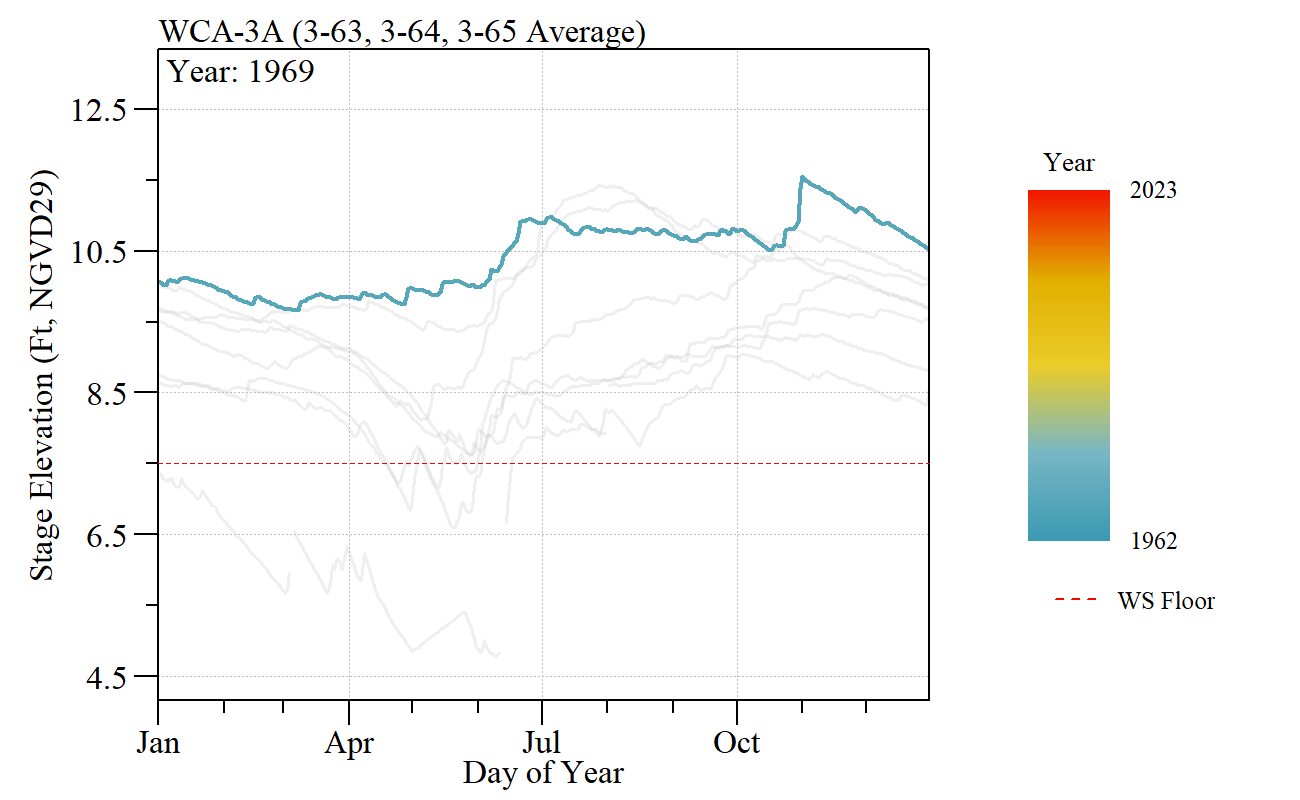 WCA-3A (3-63, 3-64, 3-65 Average)
Year: 1969
12.5
10.5
8.5
6.5
4.5
Stage Elevation (Ft, NGVD29)
Jan
Apr
Jul
Oct
Day of Year
Year
2023
1962
WS Floor